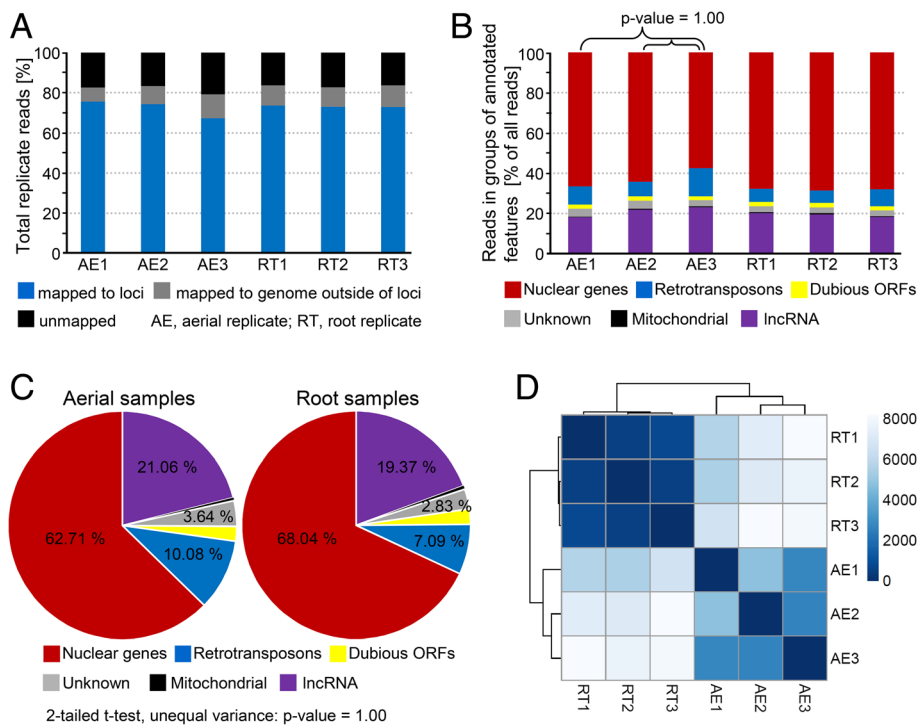 A
Total replicate reads [%]
100
80
60
40
20
0
AE1 AE2 AE3 RT1 RT2 RT3
mapped to loci mapped to genome outside of loci
unmapped AE, aerial replicate; RT, root replicate
B
p-value = 1.00
Reads in groups of annotated
features [% of all reads]
100
80
60
40
20
0
AE1 AE2 AE3 RT1 RT2 RT3
Nuclear genes Retrotransposons Dubious ORFs
Unknown Mitochondrial lncRNA
C
Aerial samples Root samples
21.06 % 19.37 %
3.64 % 2.83 %
62.71 % 68.04 %
10.08 % 7.09 %
Nuclear genes Retrotransposons Dubious ORFs
Unknown Mitochondrial lncRNA
2-tailed t-test, unequal variance: p-value = 1.00
D
RT1
RT2
RT3
AE1
AE2
AE3
8000
6000
4000
2000
0
RT1 RT2 RT3 AE1 AE2 AE3